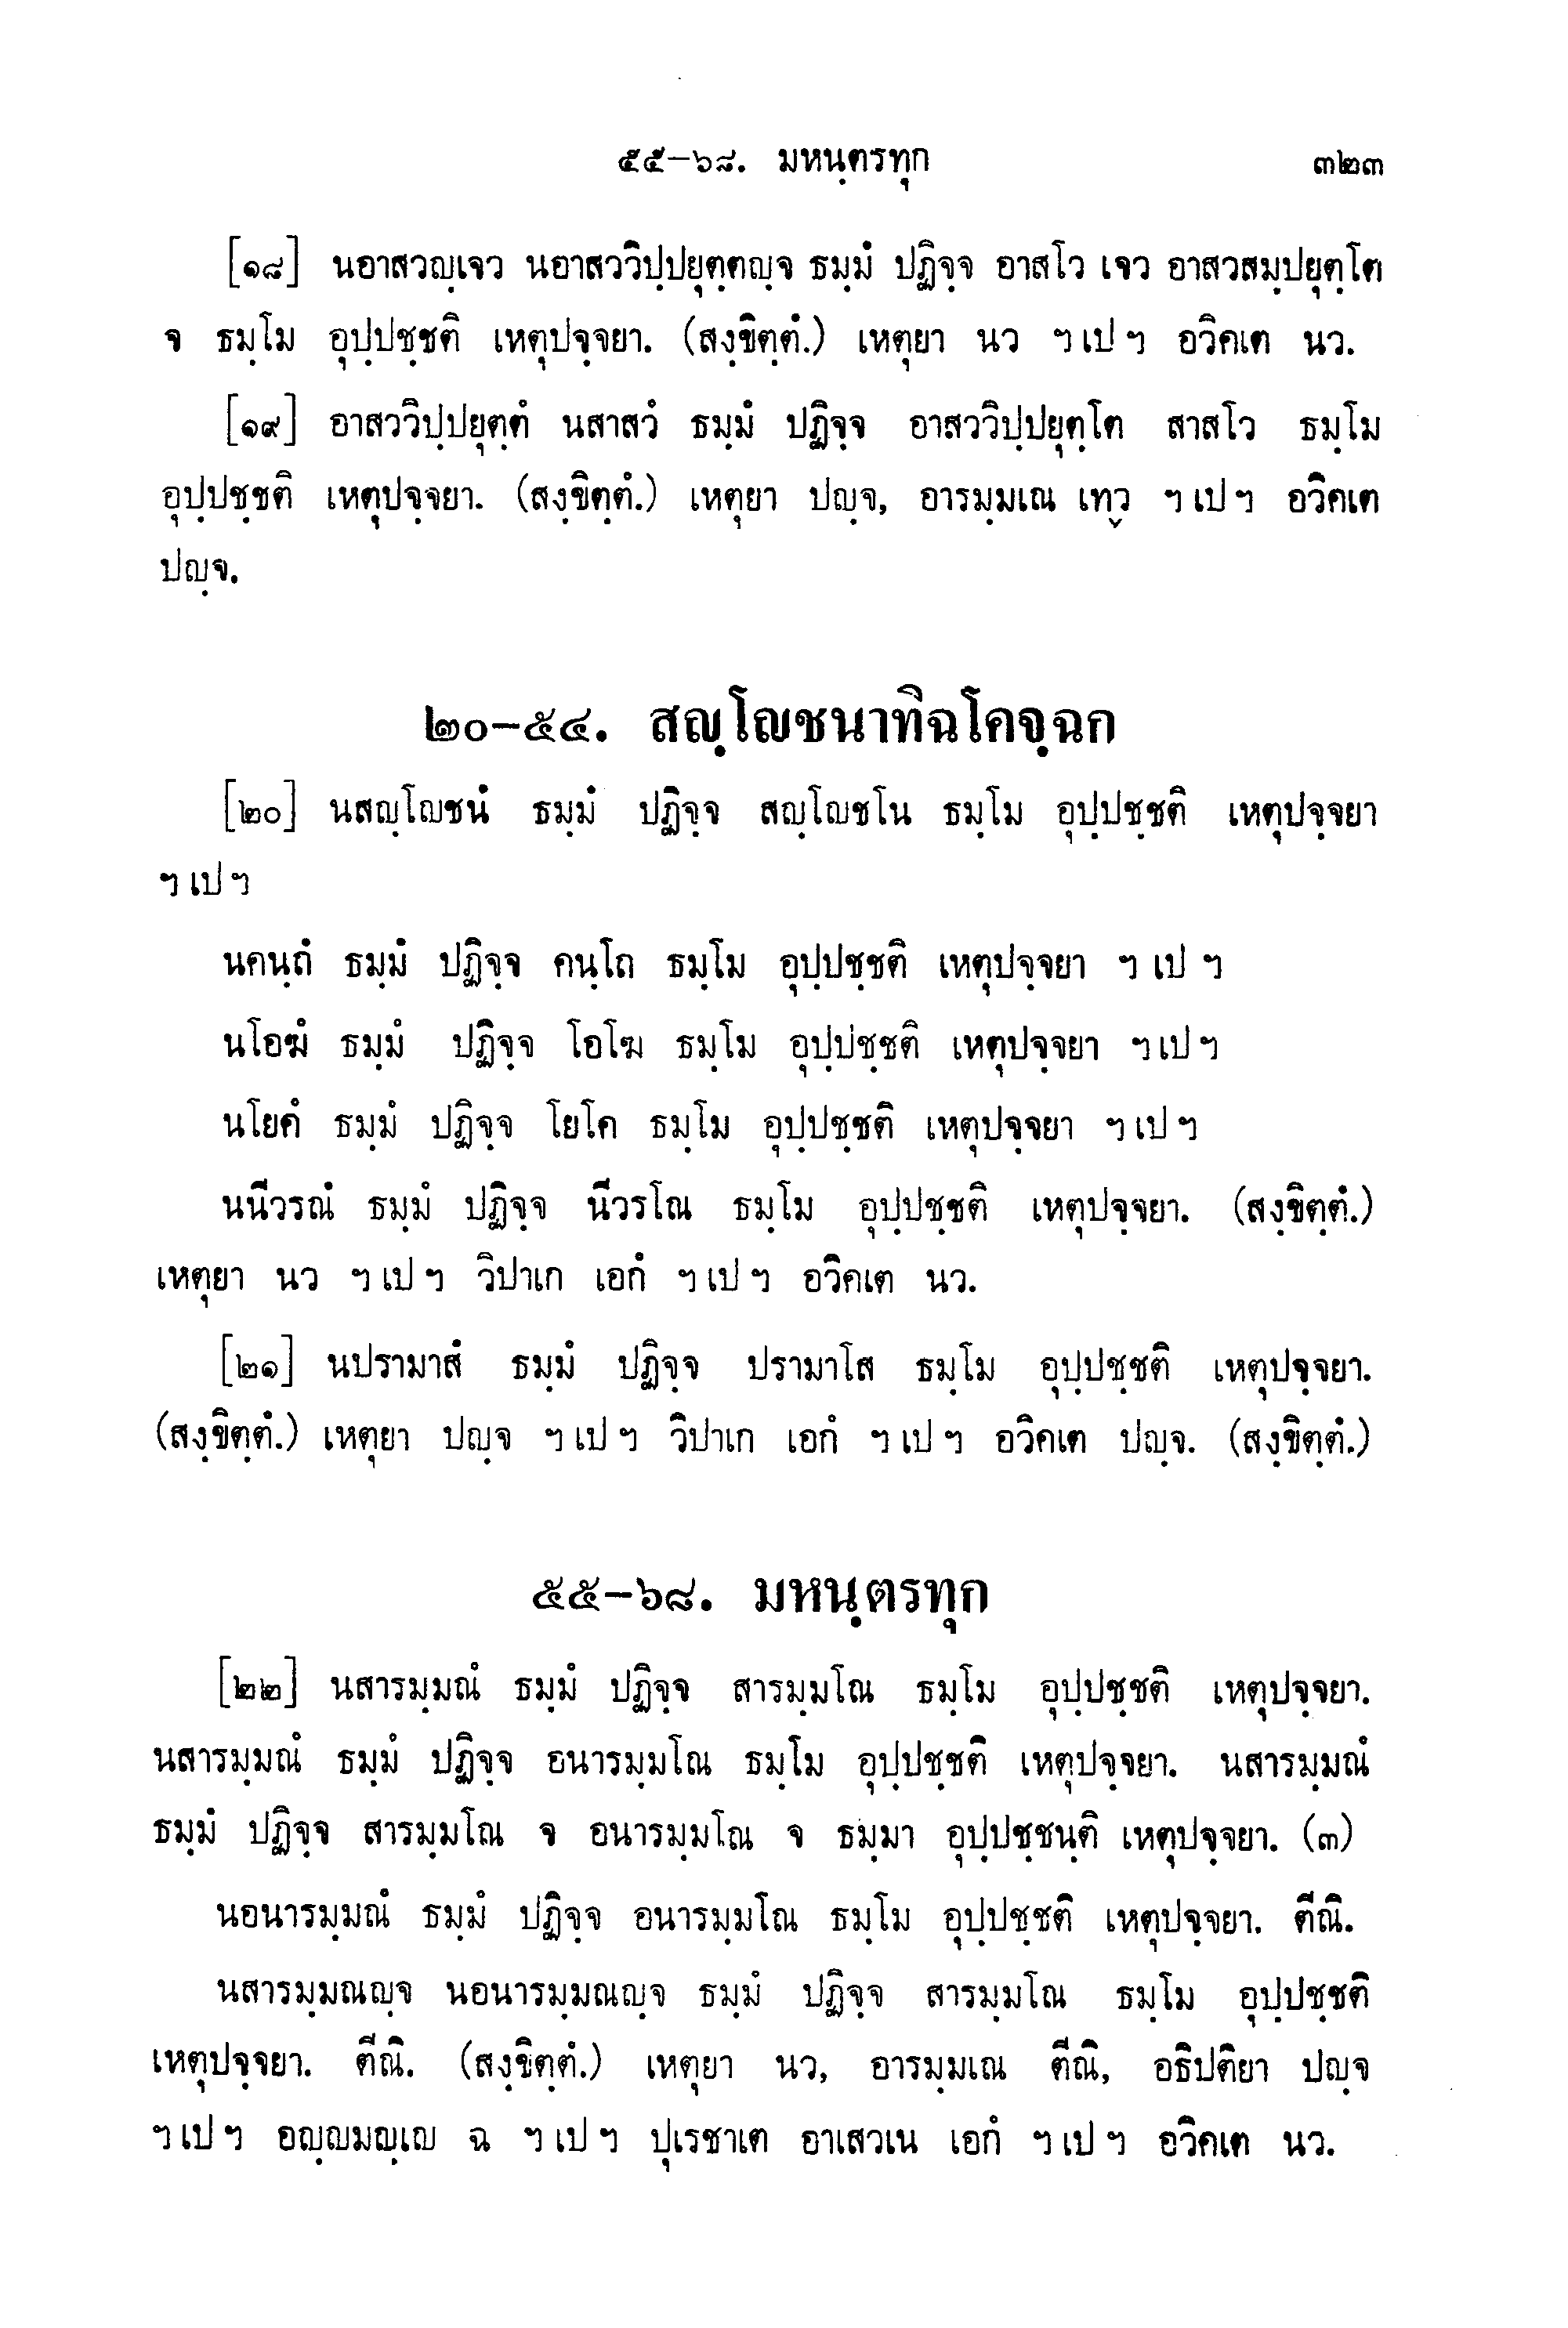 ๕๕-๖๘. มหนฺตรทุก ๓๒๓
[๑๘] นอาสวญฺเจว นอาสววิปฺปยุตฺตญฺจ ธมฺมํ ปฏิจฺจ อาสโว เจว อาสวสมฺปยุตฺโต
จ ธมฺโม อุปฺปชฺชติ เหตุปจฺจยา. (สงฺขิตฺตํ.) เหตุยา นว ฯ เป ฯ อวิคเต นว.
[๑๙] อาสววิปฺปยุตฺตํ นสาสวํ ธมฺมํ ปฏิจฺจ อาสววิปฺปยุตฺโต สาสโว ธมฺโม
อุปฺปชฺชติ เหตุปจฺจยา. (สงฺขิตฺตํ.) เหตุยา ปญฺจ, อารมฺมเณ เทฺว ฯ เป ฯ อวิคเต
ปญฺจ.
๒๐-๕๔. สญฺโญชนาทิฉโคจฺฉก
[๒๐] นสญฺโญชนํ ธมฺมํ ปฏิจฺจ สญฺโญชโน ธมฺโม อุปฺปชฺชติ เหตุปจฺจยา
ฯ เป ฯ
นคนฺถํ ธมฺมํ ปฏิจฺจ คนฺโถ ธมฺโม อุปฺปชฺชติ เหตุปจฺจยา ฯ เป ฯ
นโอฆํ ธมฺมํ ปฏิจฺจ โอโฆ ธมฺโม อุปฺปชฺชติ เหตุปจฺจยา ฯ เป ฯ
นโยคํ ธมฺมํ ปฏิจฺจ โยโค ธมฺโม อุปฺปชฺชติ เหตุปจฺจยา ฯ เป ฯ
นนีวรณํ ธมฺมํ ปฏิจฺจ นีวรโณ ธมฺโม อุปฺปชฺชติ เหตุปจฺจยา. (สงฺขิตฺตํ.)
เหตุยา นว ฯ เป ฯ วิปาเก เอกํ ฯ เป ฯ อวิคเต นว.
[๒๑] นปรามาสํ ธมฺมํ ปฏิจฺจ ปรามาโส ธมฺโม อุปฺปชฺชติ เหตุปจฺจยา.
(สงฺขิตฺตํ.) เหตุยา ปญฺจ ฯ เป ฯ วิปาเก เอกํ ฯ เป ฯ อวิคเต ปญฺจ. (สงฺขิตฺตํ.)
๕๕-๖๘. มหนฺตรทุก
[๒๒] นสารมฺมณํ ธมฺมํ ปฏิจฺจ สารมฺมโณ ธมฺโม อุปฺปชฺชติ เหตุปจฺจยา.
นสารมฺมณํ ธมฺมํ ปฏิจฺจ อนารมฺมโณ ธมฺโม อุปฺปชฺชติ เหตุปจฺจยา. นสารมฺมณํ
ธมฺมํ ปฏิจฺจ สารมฺมโณ จ อนารมฺมโณ จ ธมฺมา อุปฺปชฺชนฺติ เหตุปจฺจยา. (๓)
นอนารมฺมณํ ธมฺมํ ปฏิจฺจ อนารมฺมโณ ธมฺโม อุปฺปชฺชติ เหตุปจฺจยา. ตีณิ.
นสารมฺมณญฺจ นอนารมฺมณญฺจ ธมฺมํ ปฏิจฺจ สารมฺมโณ ธมฺโม อุปฺปชฺชติ
เหตุปจฺจยา. ตีณิ. (สงฺขิตฺตํ.) เหตุยา นว, อารมฺมเณ ตีณิ, อธิปติยา ปญฺจ
ฯ เป ฯ อญฺญมญฺเญ ฉ ฯ เป ฯ ปุเรชาเต อาเสวเน เอกํ ฯ เป ฯ อวิคเต นว.